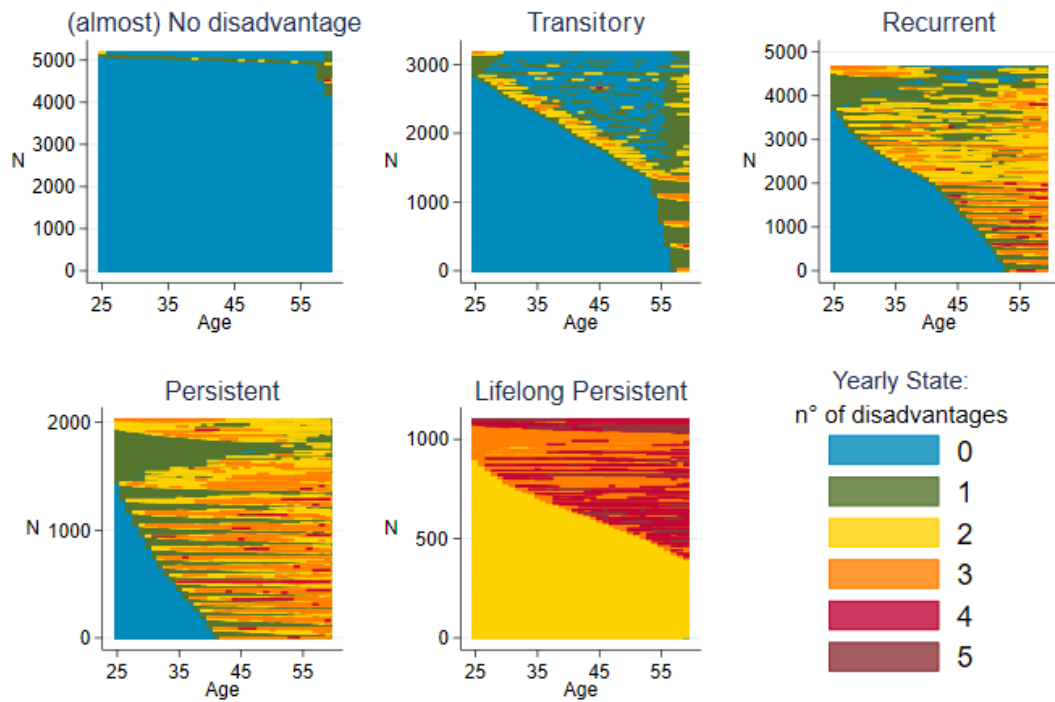 (almost) No disadvantage
Transitory
Recurrent
5000
4000
3000
2000
1000
0
N
25 35 45 55
Age
3000
2000
1000
0
N
25 35 45 55
Age
5000
4000
3000
2000
1000
0
N
25 35 45 55
Age
Persistent
Lifelong Persistent
2000
1000
0
N
25 35 45 55
Age
1000
500
0
N
25 35 45 55
Age
Yearly State:
n° of disadvantages
0
1
2
3
4
5